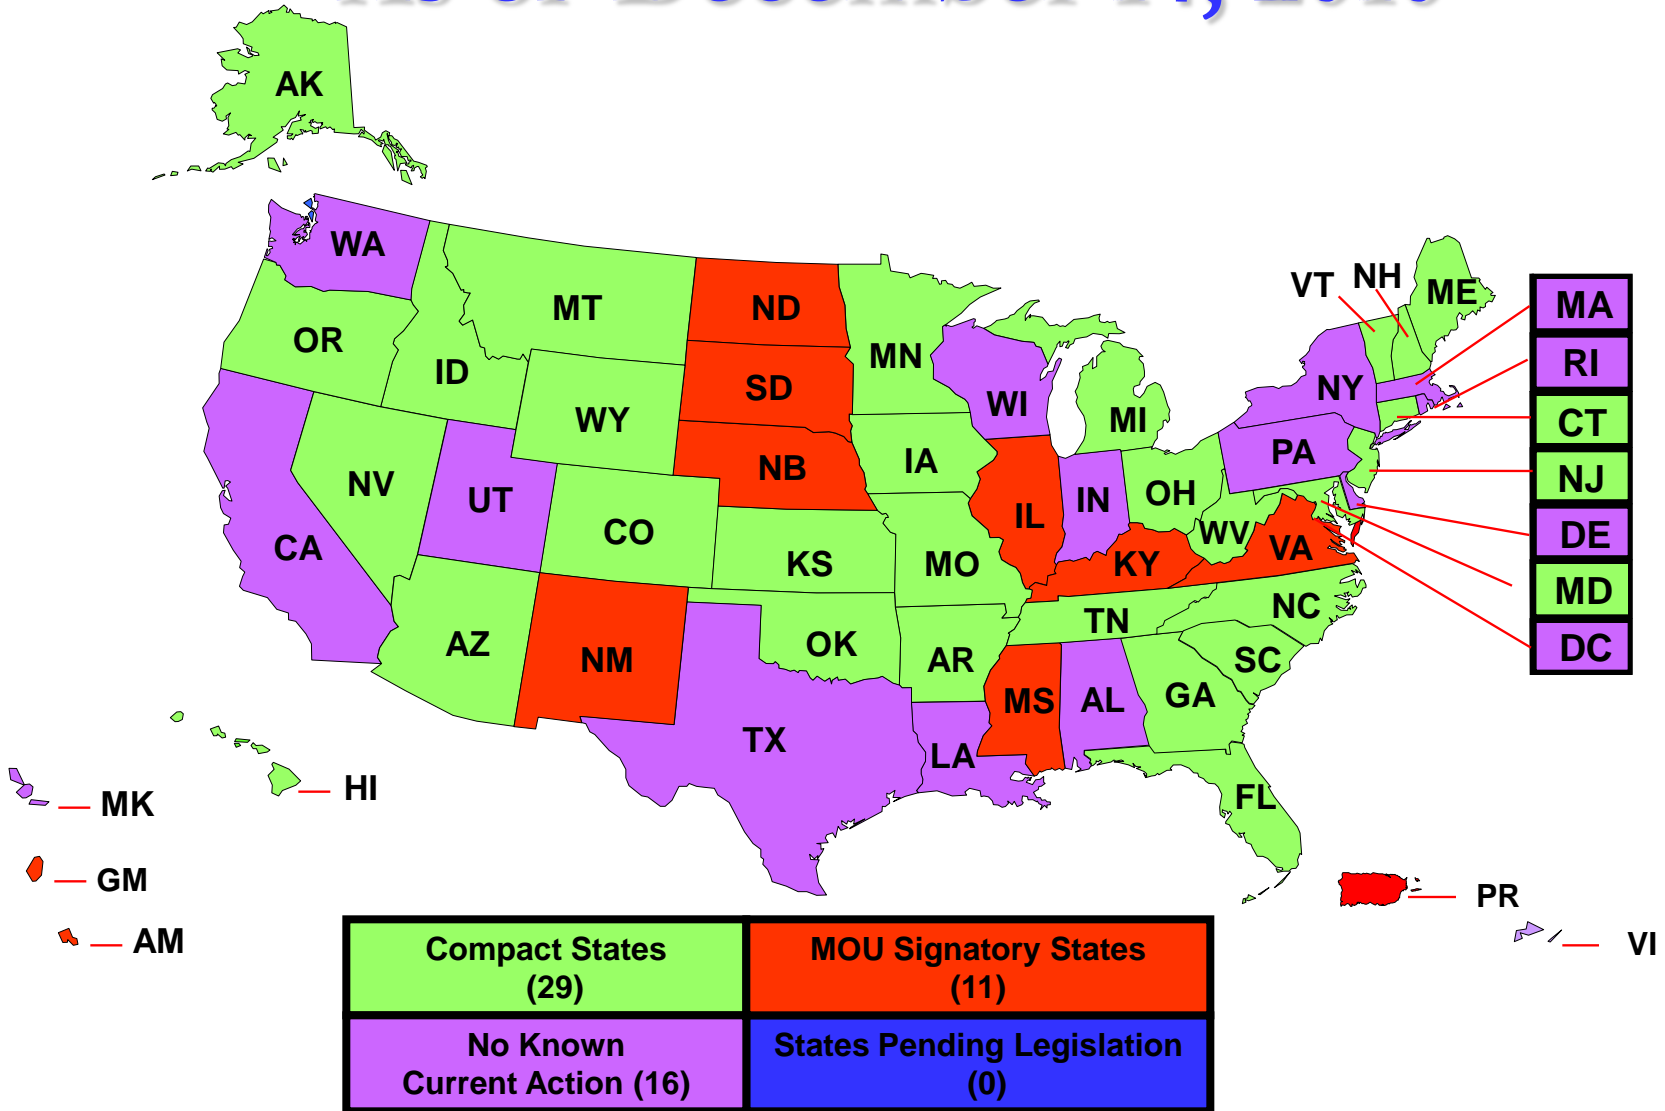 AK
WA
MT
ND
MN
VT
NH
ME
MA
OR
ID
SD
WI
NY
RI
WY
MI
CT
NV
UT
NB
IA
PA
NJ
CA
CO
IL
IN
OH
WV
VA
DE
KS
MO
KY
MD
AZ
NM
OK
AR
TN
NC
DC
SC
TX
LA
MS
AL
GA
FL
MK
HI
GM
AM
PR
VI
Compact States
(29)
MOU Signatory States
(11)
No Known
Current Action (16)
States Pending Legislation
(0)